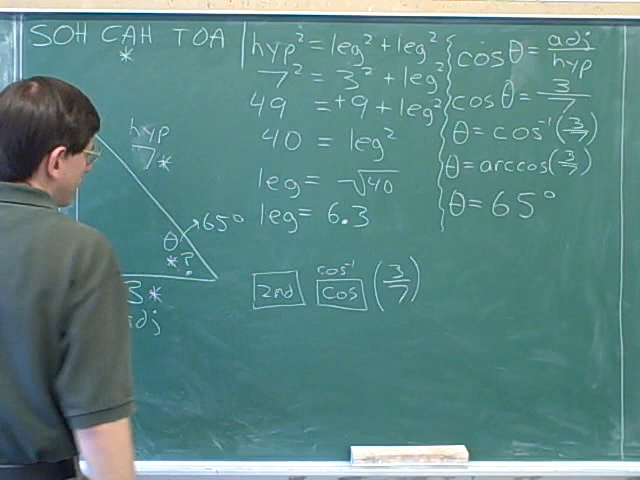 SOH CAH TOA
*
hyp
7*
θ
65°
*?
3*
adj
hyp² = leg² + leg²
7² = 3² + leg²
49 = +9 + leg²
40 = leg²
leg = √40
leg = 6.3
2nd
cos⁻¹
cos
(3/7)
cosθ = adj/hyp
cosθ = 3/7
θ = cos⁻¹(3/7)
θ = arccos(3/7)
θ = 65°